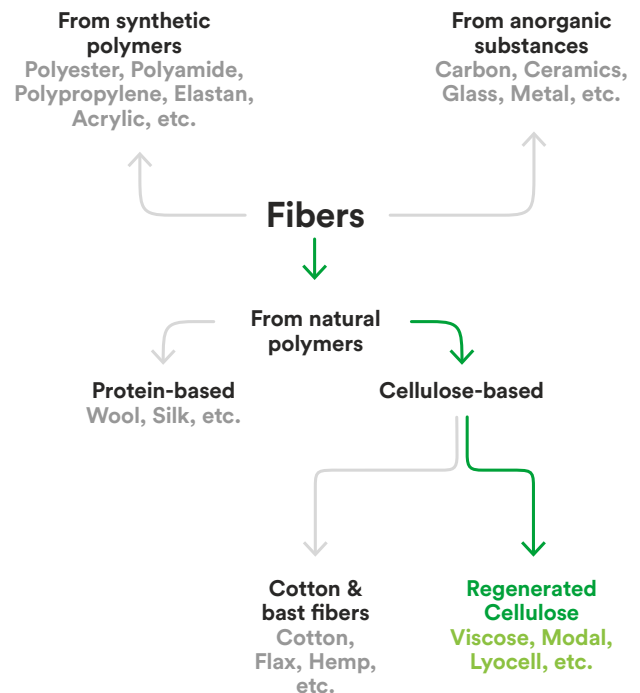 From synthetic
polymers
Polyester, Polyamide,
Polypropylene, Elastan,
Acrylic, etc.
From anorganic
substances
Carbon, Ceramics,
Glass, Metal, etc.
Fibers
From natural
polymers
Protein-based
Wool, Silk, etc.
Cellulose-based
Cotton &
bast fibers
Cotton,
Flax, Hemp,
etc.
Regenerated
Cellulose
Viscose, Modal,
Lyocell, etc.